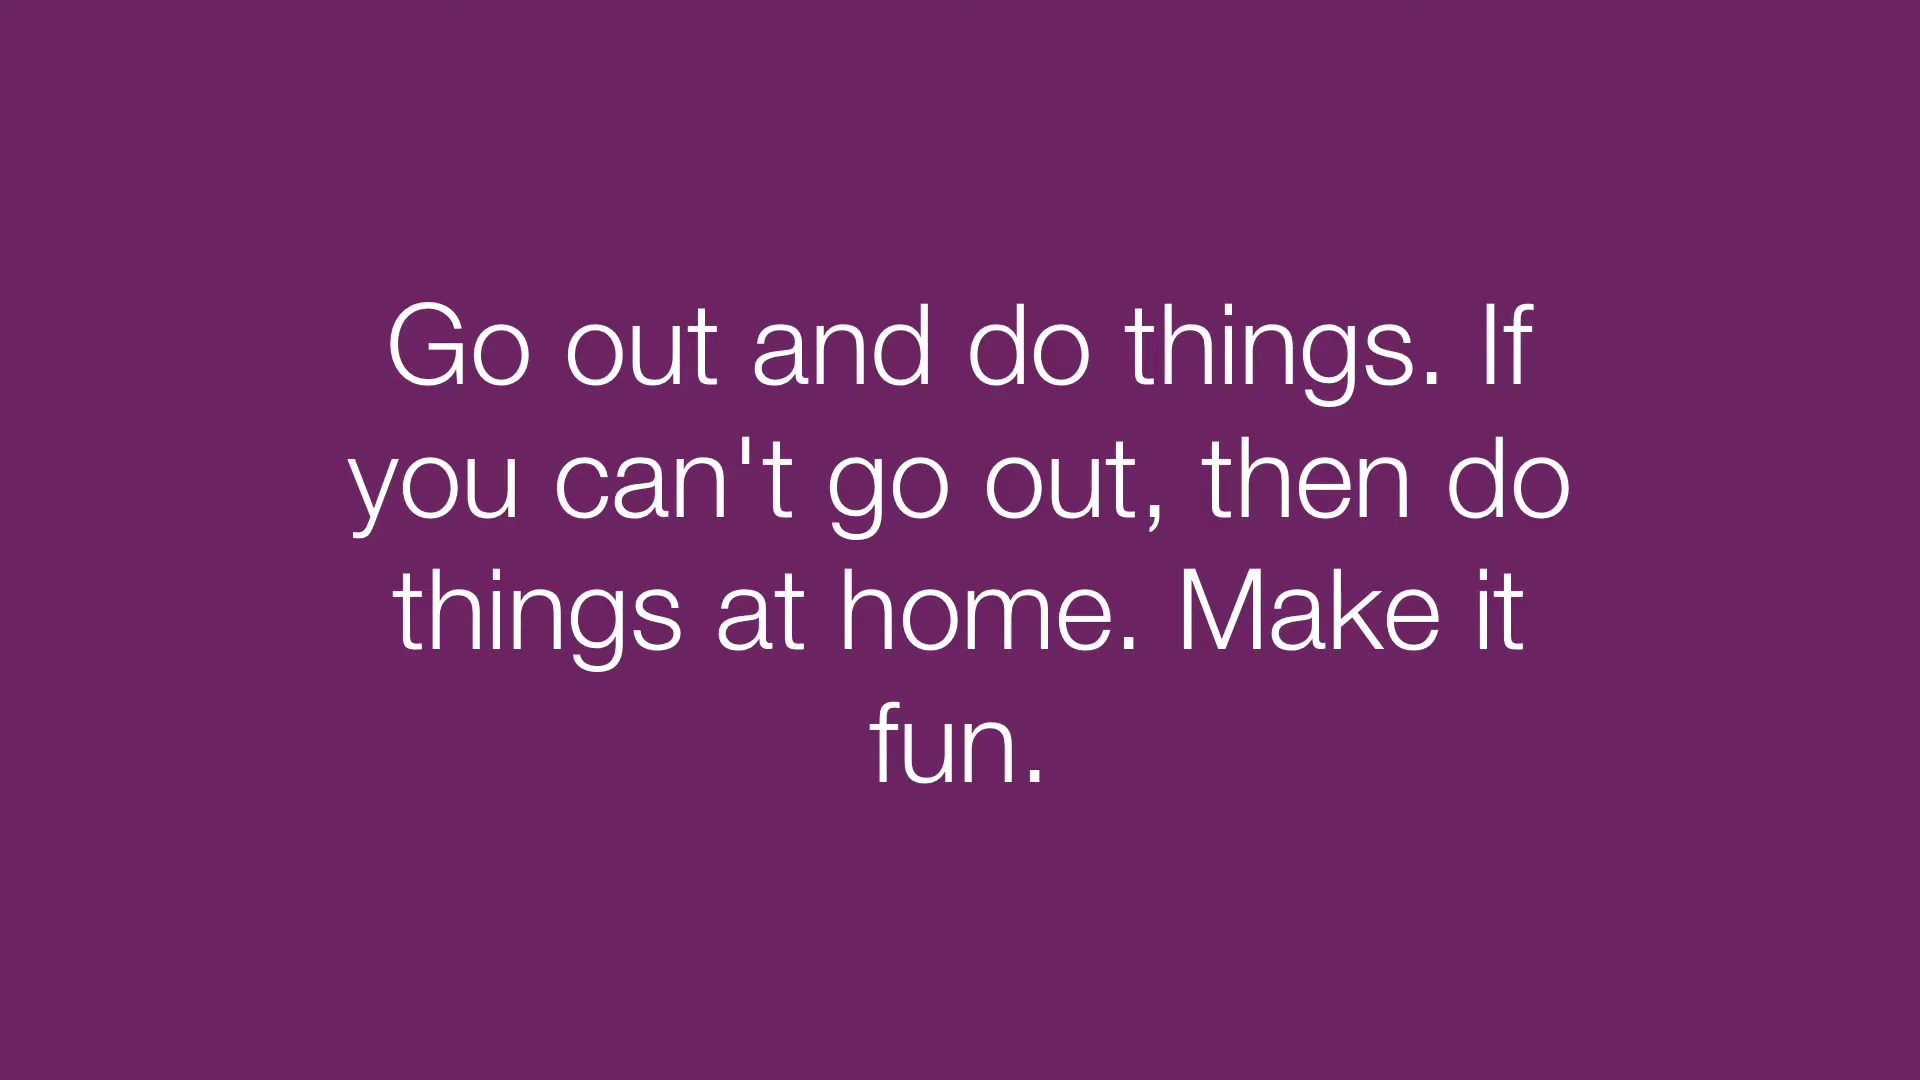 Go out and do things. If
you can't go out, then do
things at home. Make it
fun.